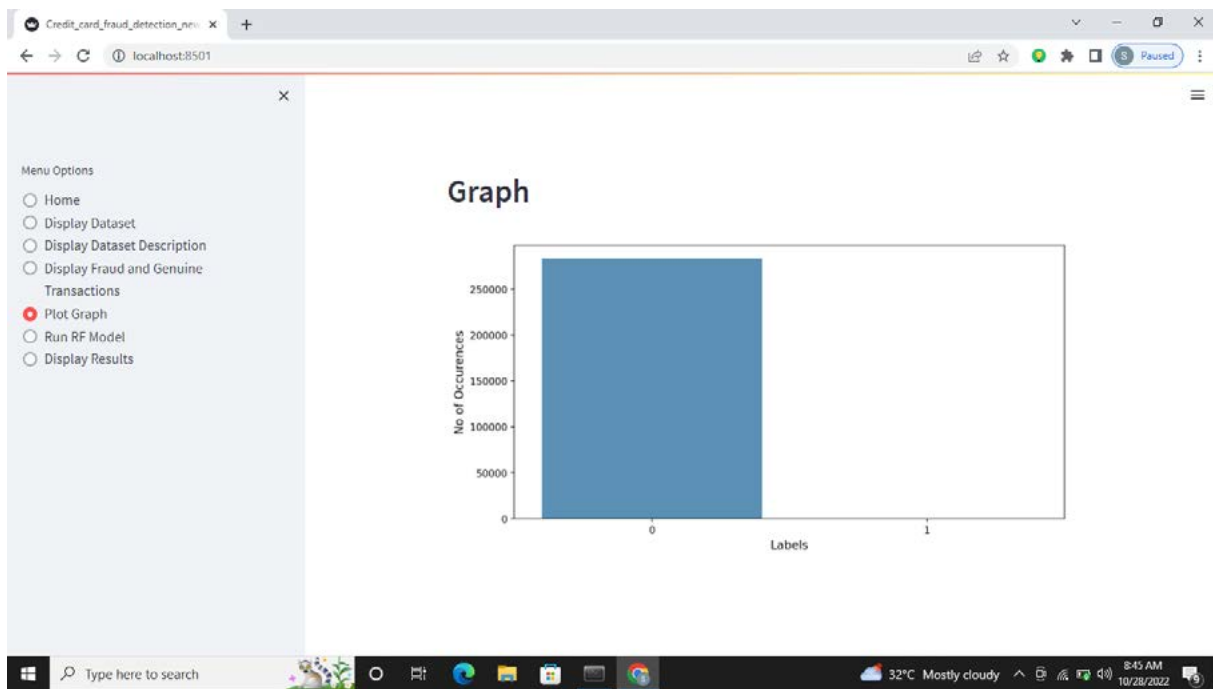 Credit_card_fraud_detection_new
localhost:8501
S Paused
Menu Options
Home
Display Dataset
Display Dataset Description
Display Fraud and Genuine
Transactions
Plot Graph
Run RF Model
Display Results
Graph
250000
200000
150000
100000
50000
0
No of Occurences
0 1
Labels
Type here to search
32°C Mostly cloudy
8:45 AM
10/28/2022
9